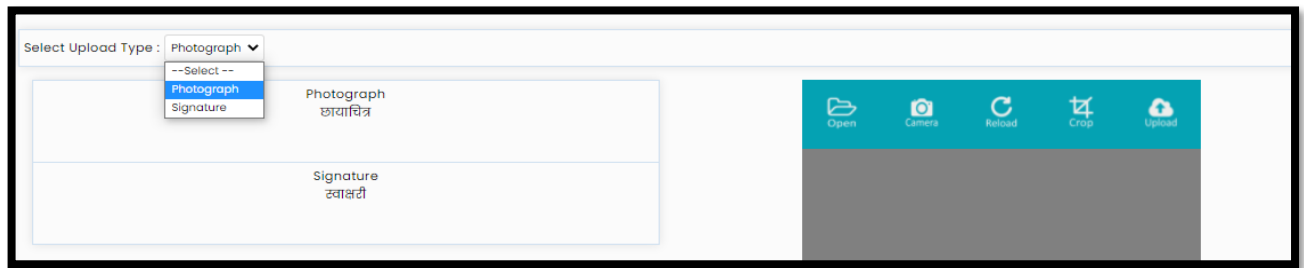 Select Upload Type : Photograph
--Select --
Photograph
Signature
Photograph
छायाचित्र
Signature
स्वाक्षरी
Open Camera Reload Crop Upload